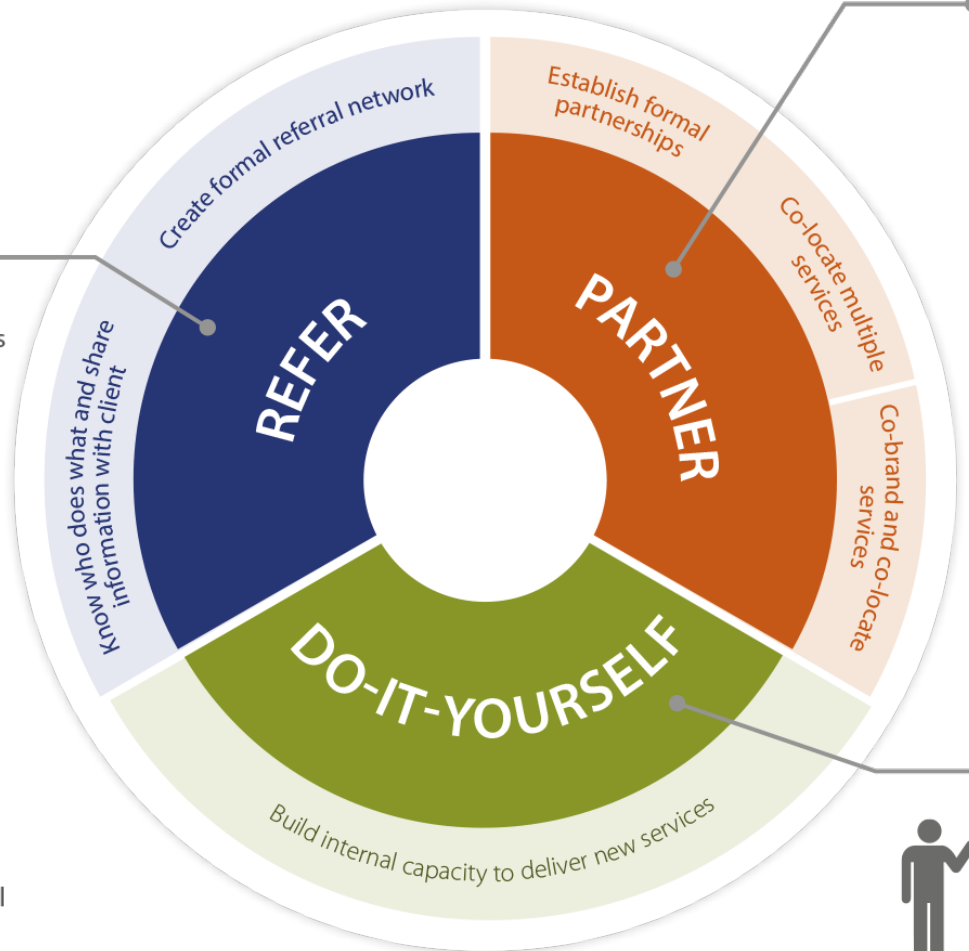 Create formal referral network
Know who does what and share
information with client
REFER
Establish formal
partnerships
Co-locate multiple
services
Co-brand and co-locate
services
PARTNER
DO-IT-YOURSELF
Build internal capacity to deliver new services